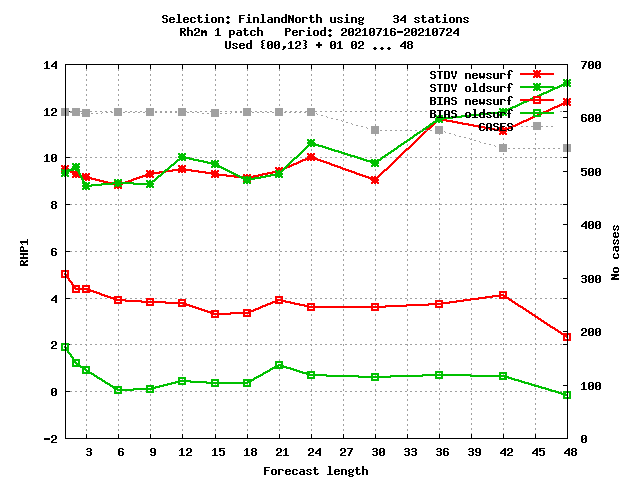 Selection: FinlandNorth using    34 stations
Rh2m 1 patch   Period: 20210716-20210724
Used {00,12} + 01 02 ... 48
14
12
10
8
6
4
2
0
-2
RHP1
STDV newsurf
STDV oldsurf
BIAS newsurf
BIAS oldsurf
CASES
700
600
500
400
300
200
100
0
No cases
3 6 9 12 15 18 21 24 27 30 33 36 39 42 45 48
Forecast length